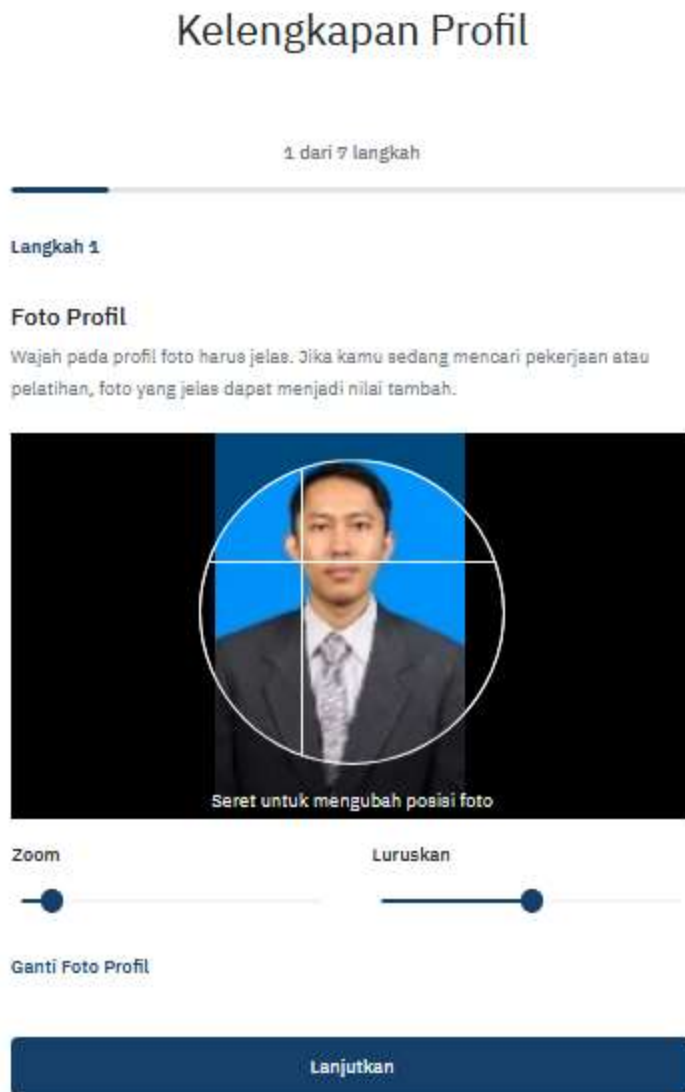 Kelengkapan Profil
1 dari 7 langkah
Langkah 1
Foto Profil
Wajah pada profil foto harus jelas. Jika kamu sedang mencari pekerjaan atau
pelatihan, foto yang jelas dapat menjadi nilai tambah.
Seret untuk mengubah posisi foto
Zoom
Luruskan
Ganti Foto Profil
Lanjutkan